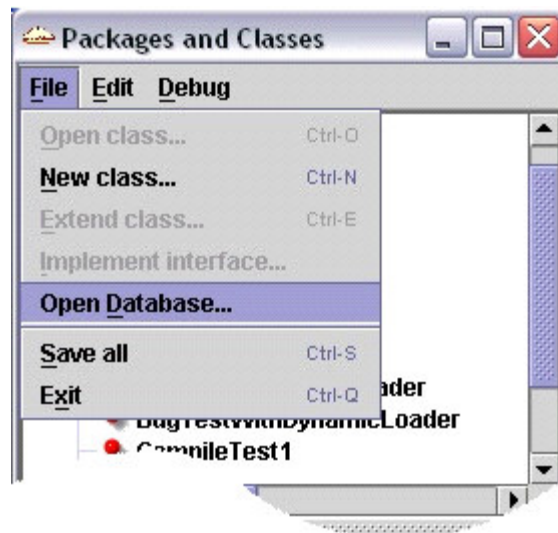 Packages and Classes
File Edit Debug
Open class... Ctrl-O
New class... Ctrl-N
Extend class... Ctrl-E
Implement interface...
Open Database...
Save all Ctrl-S
Exit Ctrl-Q
BugTestWithDynamicLoader
CompileTest1